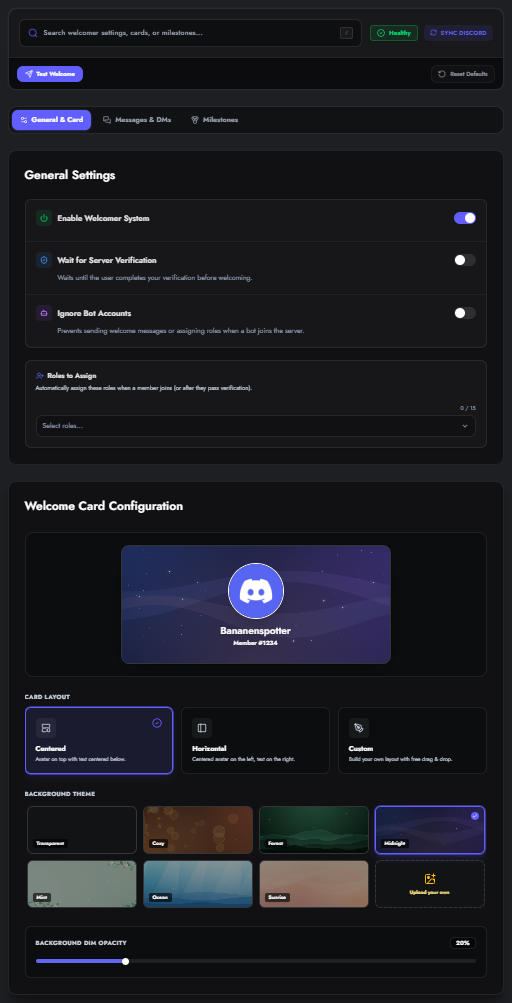 Search welcomer settings, cards, or milestones...
/
Healthy
SYNC DISCORD
Test Welcome
Reset Defaults
General & Card
Messages & DMs
Milestones
General Settings
Enable Welcomer System
Wait for Server Verification
Waits until the user completes your verification before welcoming.
Ignore Bot Accounts
Prevents sending welcome messages or assigning roles when a bot joins the server.
Roles to Assign
Automatically assign these roles when a member joins (or after they pass verification).
0 / 15
Select roles...
Welcome Card Configuration
Bananenspotter
Member #1234
CARD LAYOUT
Centered
Avatar on top with text centered below.
Horizontal
Centered avatar on the left, text on the right.
Custom
Build your own layout with free drag & drop.
BACKGROUND THEME
Transparent
Cozy
Forest
Midnight
Mint
Ocean
Sunrise
Upload your own
BACKGROUND DIM OPACITY
20%